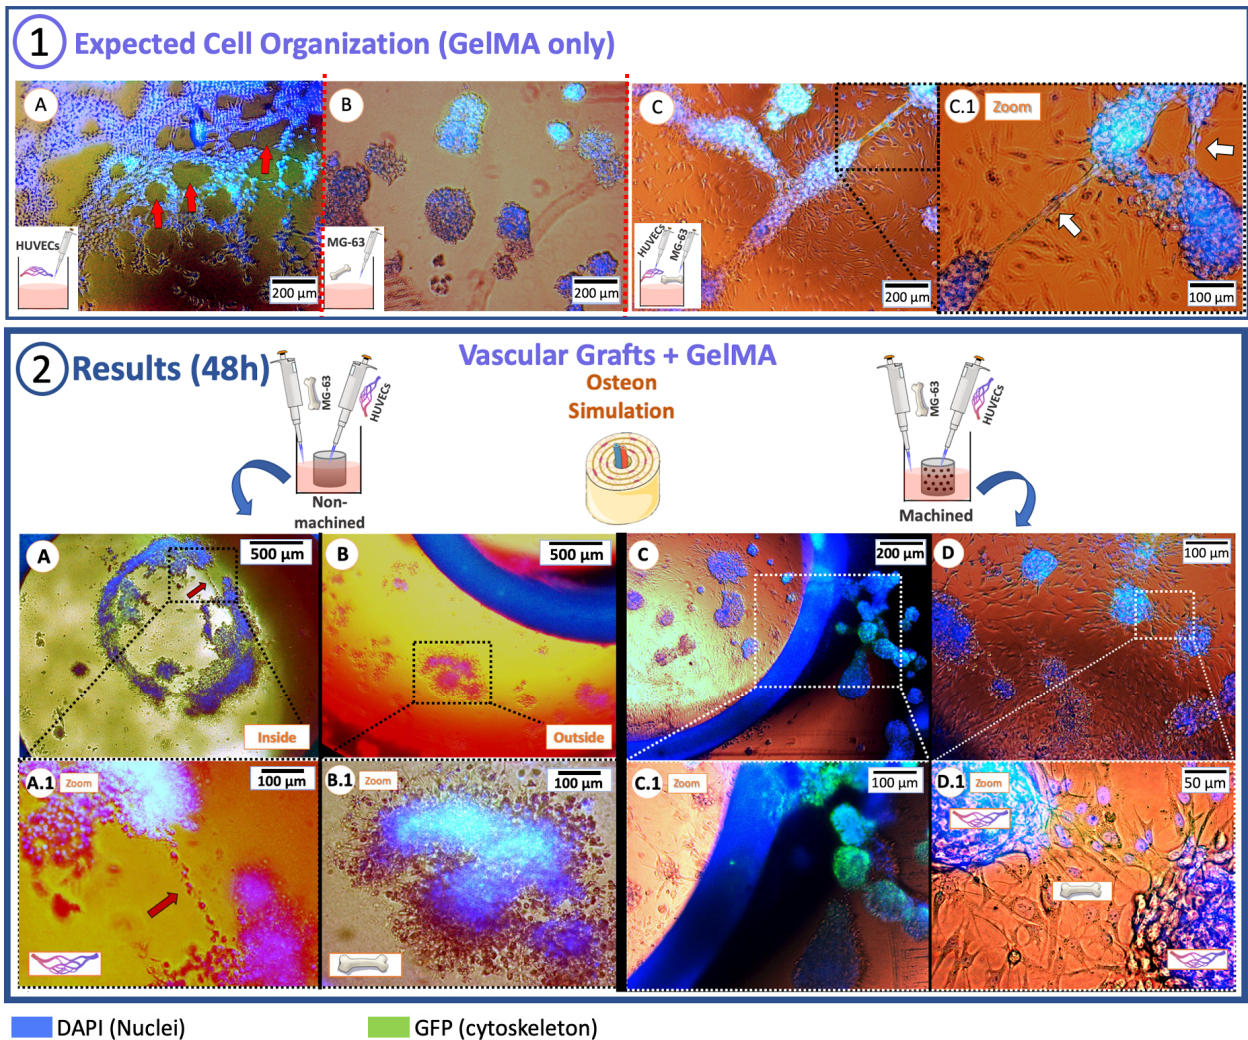 1 Expected Cell Organization (GelMA only)
A
HUVECs
200 µm
B
MG-63
200 µm
C
HUVECs
MG-63
200 µm
C.1 Zoom
100 µm
2 Results (48h)
Vascular Grafts + GelMA
Osteon
Simulation
MG-63
HUVECs
Non-
machined
MG-63
HUVECs
Machined
A
500 µm
Inside
B
500 µm
Outside
C
200 µm
D
100 µm
A.1 Zoom
100 µm
B.1 Zoom
100 µm
C.1 Zoom
100 µm
D.1 Zoom
50 µm
DAPI (Nuclei)
GFP (cytoskeleton)